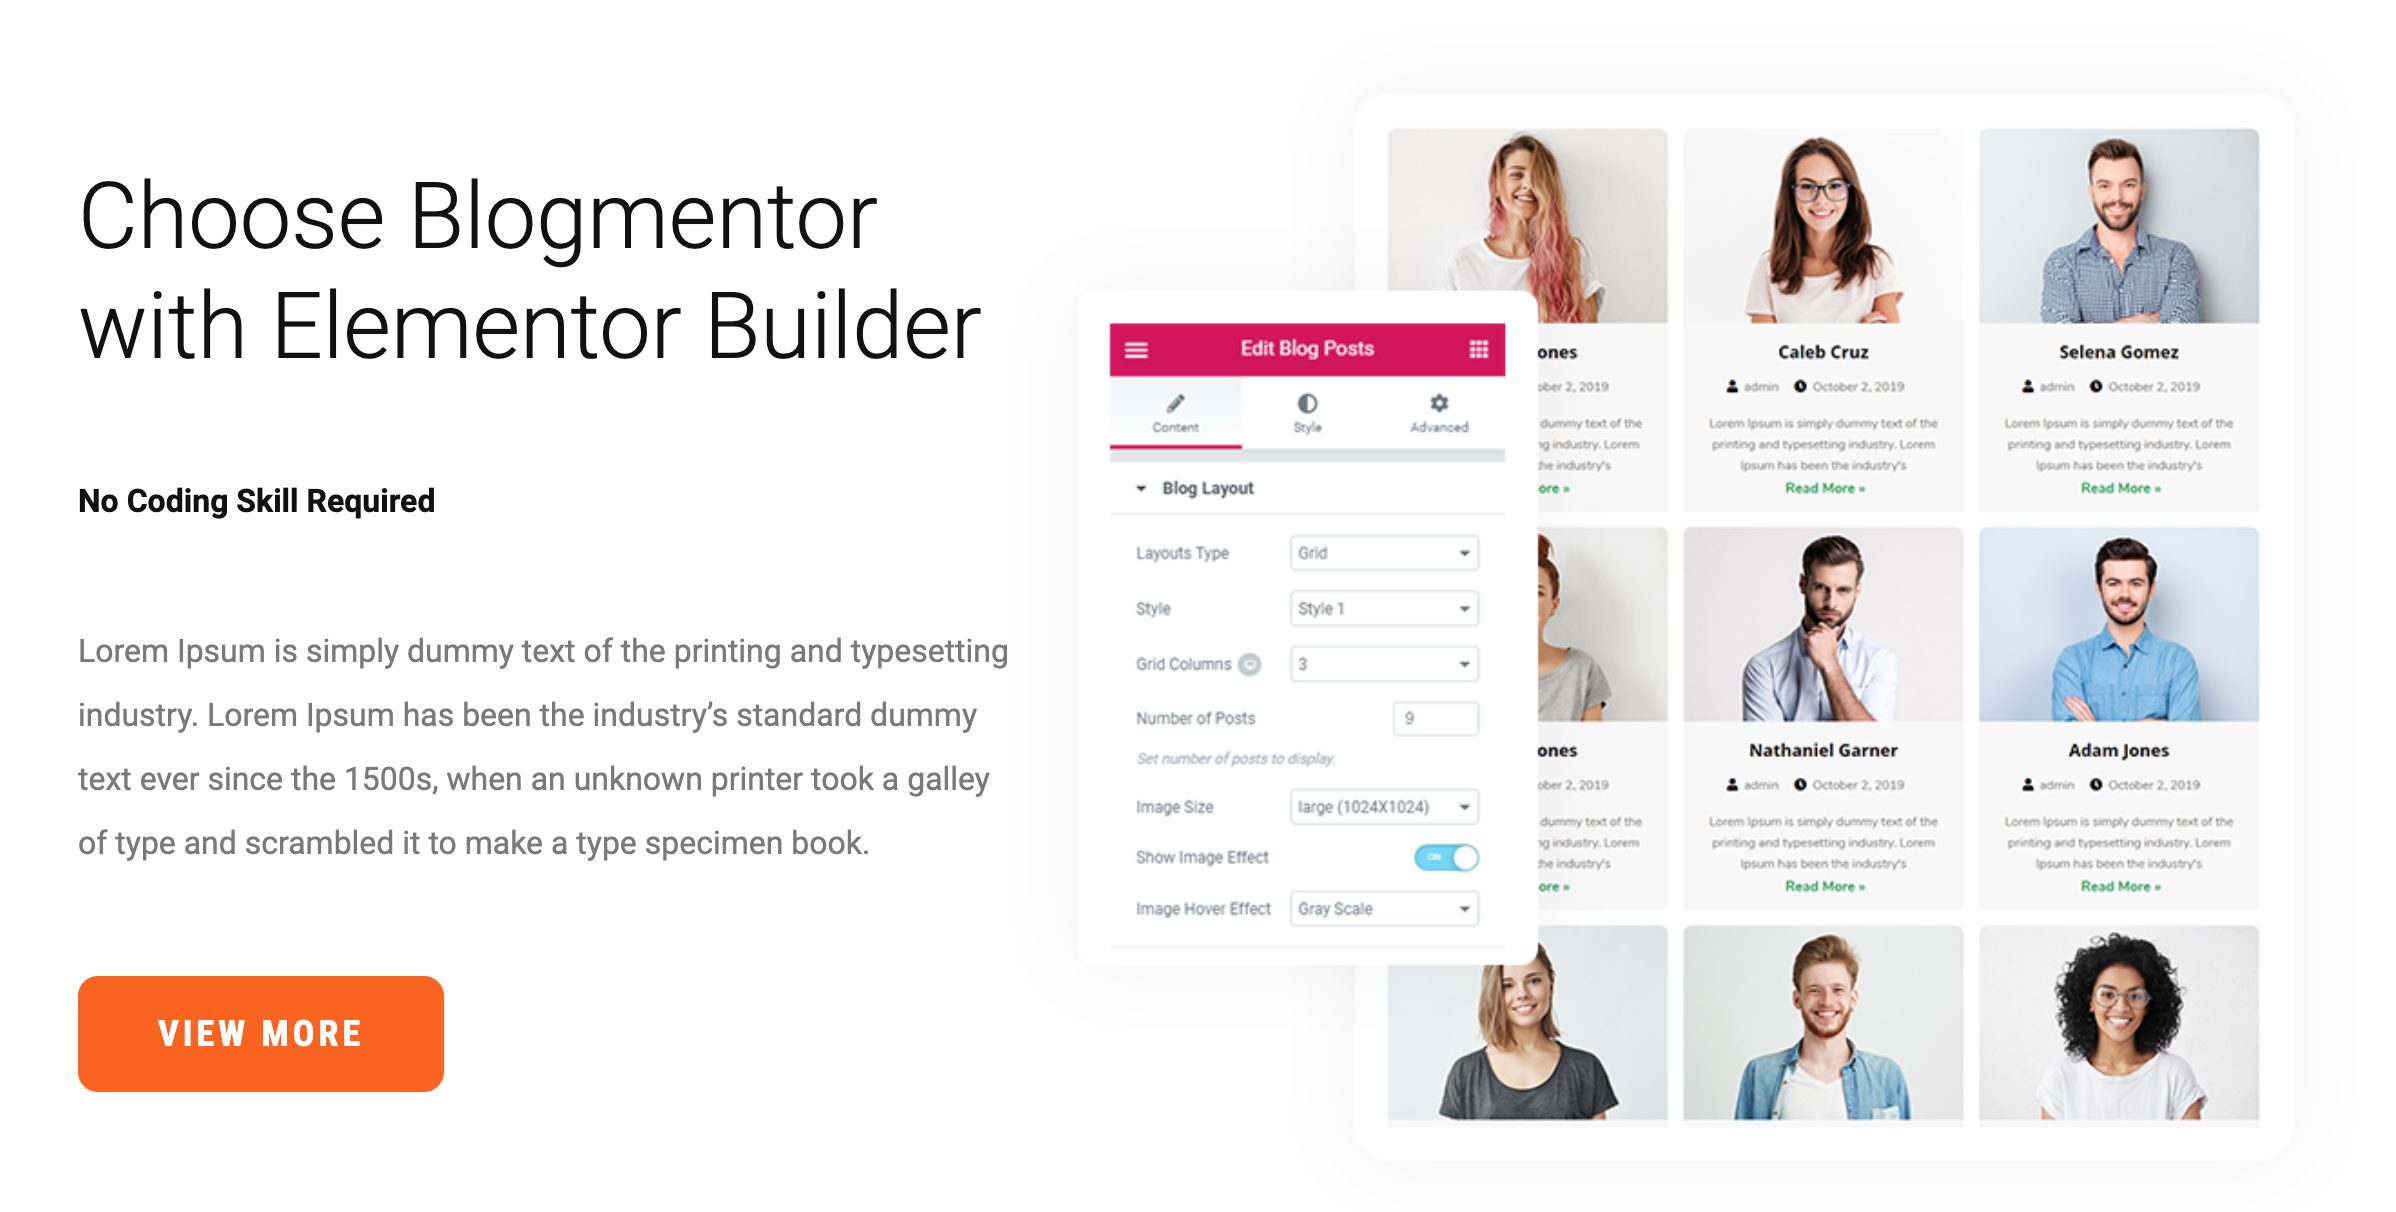 Choose Blogmentor
with Elementor Builder
No Coding Skill Required
Lorem Ipsum is simply dummy text of the printing and typesetting
industry. Lorem Ipsum has been the industry’s standard dummy
text ever since the 1500s, when an unknown printer took a galley
of type and scrambled it to make a type specimen book.
VIEW MORE
Edit Blog Posts
Content Style Advanced
Blog Layout
Layouts Type Grid
Style Style 1
Grid Columns 3
Number of Posts 9
Set number of posts to display.
Image Size large (1024X1024)
Show Image Effect ON
Image Hover Effect Gray Scale
ones
ober 2, 2019
dummy text of the
ng industry. Lorem
he industry's
ore »
Caleb Cruz
admin October 2, 2019
Lorem Ipsum is simply dummy text of the
printing and typesetting industry. Lorem
Ipsum has been the industry's
Read More »
Selena Gomez
admin October 2, 2019
Lorem Ipsum is simply dummy text of the
printing and typesetting industry. Lorem
Ipsum has been the industry's
Read More »
ones
ober 2, 2019
dummy text of the
ng industry. Lorem
he industry's
ore »
Nathaniel Garner
admin October 2, 2019
Lorem Ipsum is simply dummy text of the
printing and typesetting industry. Lorem
Ipsum has been the industry's
Read More »
Adam Jones
admin October 2, 2019
Lorem Ipsum is simply dummy text of the
printing and typesetting industry. Lorem
Ipsum has been the industry's
Read More »